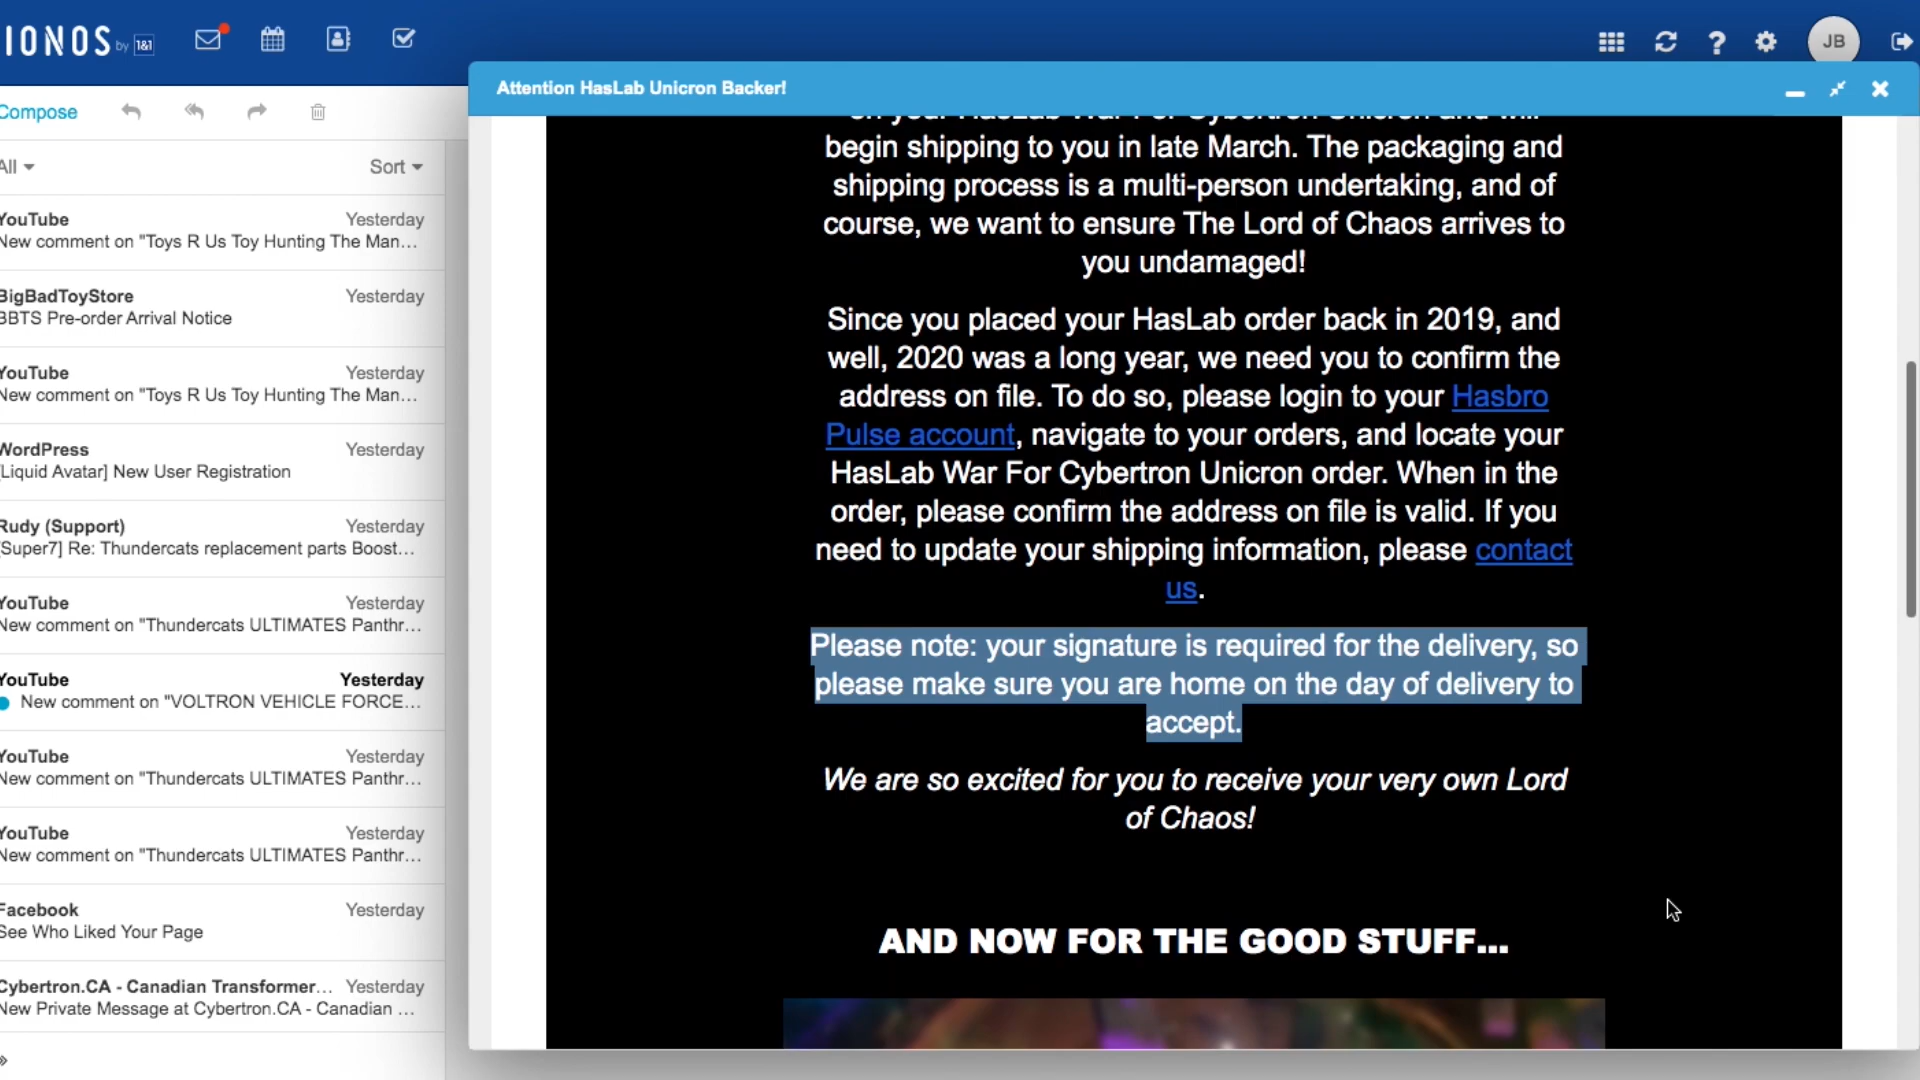 IONOS by 1&1
JB
Attention HasLab Unicron Backer!
Compose
All
Sort
YouTube Yesterday
New comment on "Toys R Us Toy Hunting The Man...
BigBadToyStore Yesterday
BBTS Pre-order Arrival Notice
YouTube Yesterday
New comment on "Toys R Us Toy Hunting The Man...
WordPress Yesterday
[Liquid Avatar] New User Registration
Rudy (Support) Yesterday
[Super7] Re: Thundercats replacement parts Boost...
YouTube Yesterday
New comment on "Thundercats ULTIMATES Panthr...
YouTube Yesterday
New comment on "VOLTRON VEHICLE FORCE...
YouTube Yesterday
New comment on "Thundercats ULTIMATES Panthr...
YouTube Yesterday
New comment on "Thundercats ULTIMATES Panthr...
Facebook Yesterday
See Who Liked Your Page
Cybertron.CA - Canadian Transformer... Yesterday
New Private Message at Cybertron.CA - Canadian ...
on your HasLab War For Cybertron Unicron and will
begin shipping to you in late March. The packaging and
shipping process is a multi-person undertaking, and of
course, we want to ensure The Lord of Chaos arrives to
you undamaged!
Since you placed your HasLab order back in 2019, and
well, 2020 was a long year, we need you to confirm the
address on file. To do so, please login to your Hasbro
Pulse account, navigate to your orders, and locate your
HasLab War For Cybertron Unicron order. When in the
order, please confirm the address on file is valid. If you
need to update your shipping information, please contact
us.
Please note: your signature is required for the delivery, so
please make sure you are home on the day of delivery to
accept.
We are so excited for you to receive your very own Lord
of Chaos!
AND NOW FOR THE GOOD STUFF...